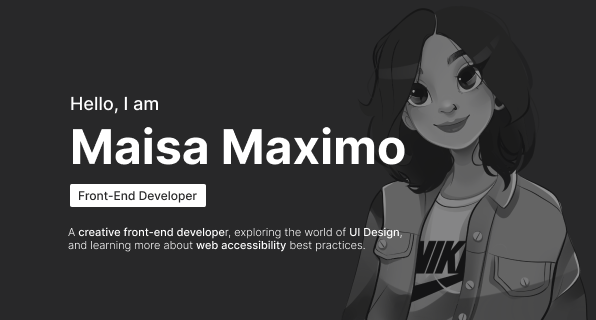 Hello, I am
Maisa Maximo
Front-End Developer
A creative front-end developer, exploring the world of UI Design,
and learning more about web accessibility best practices.
NIK